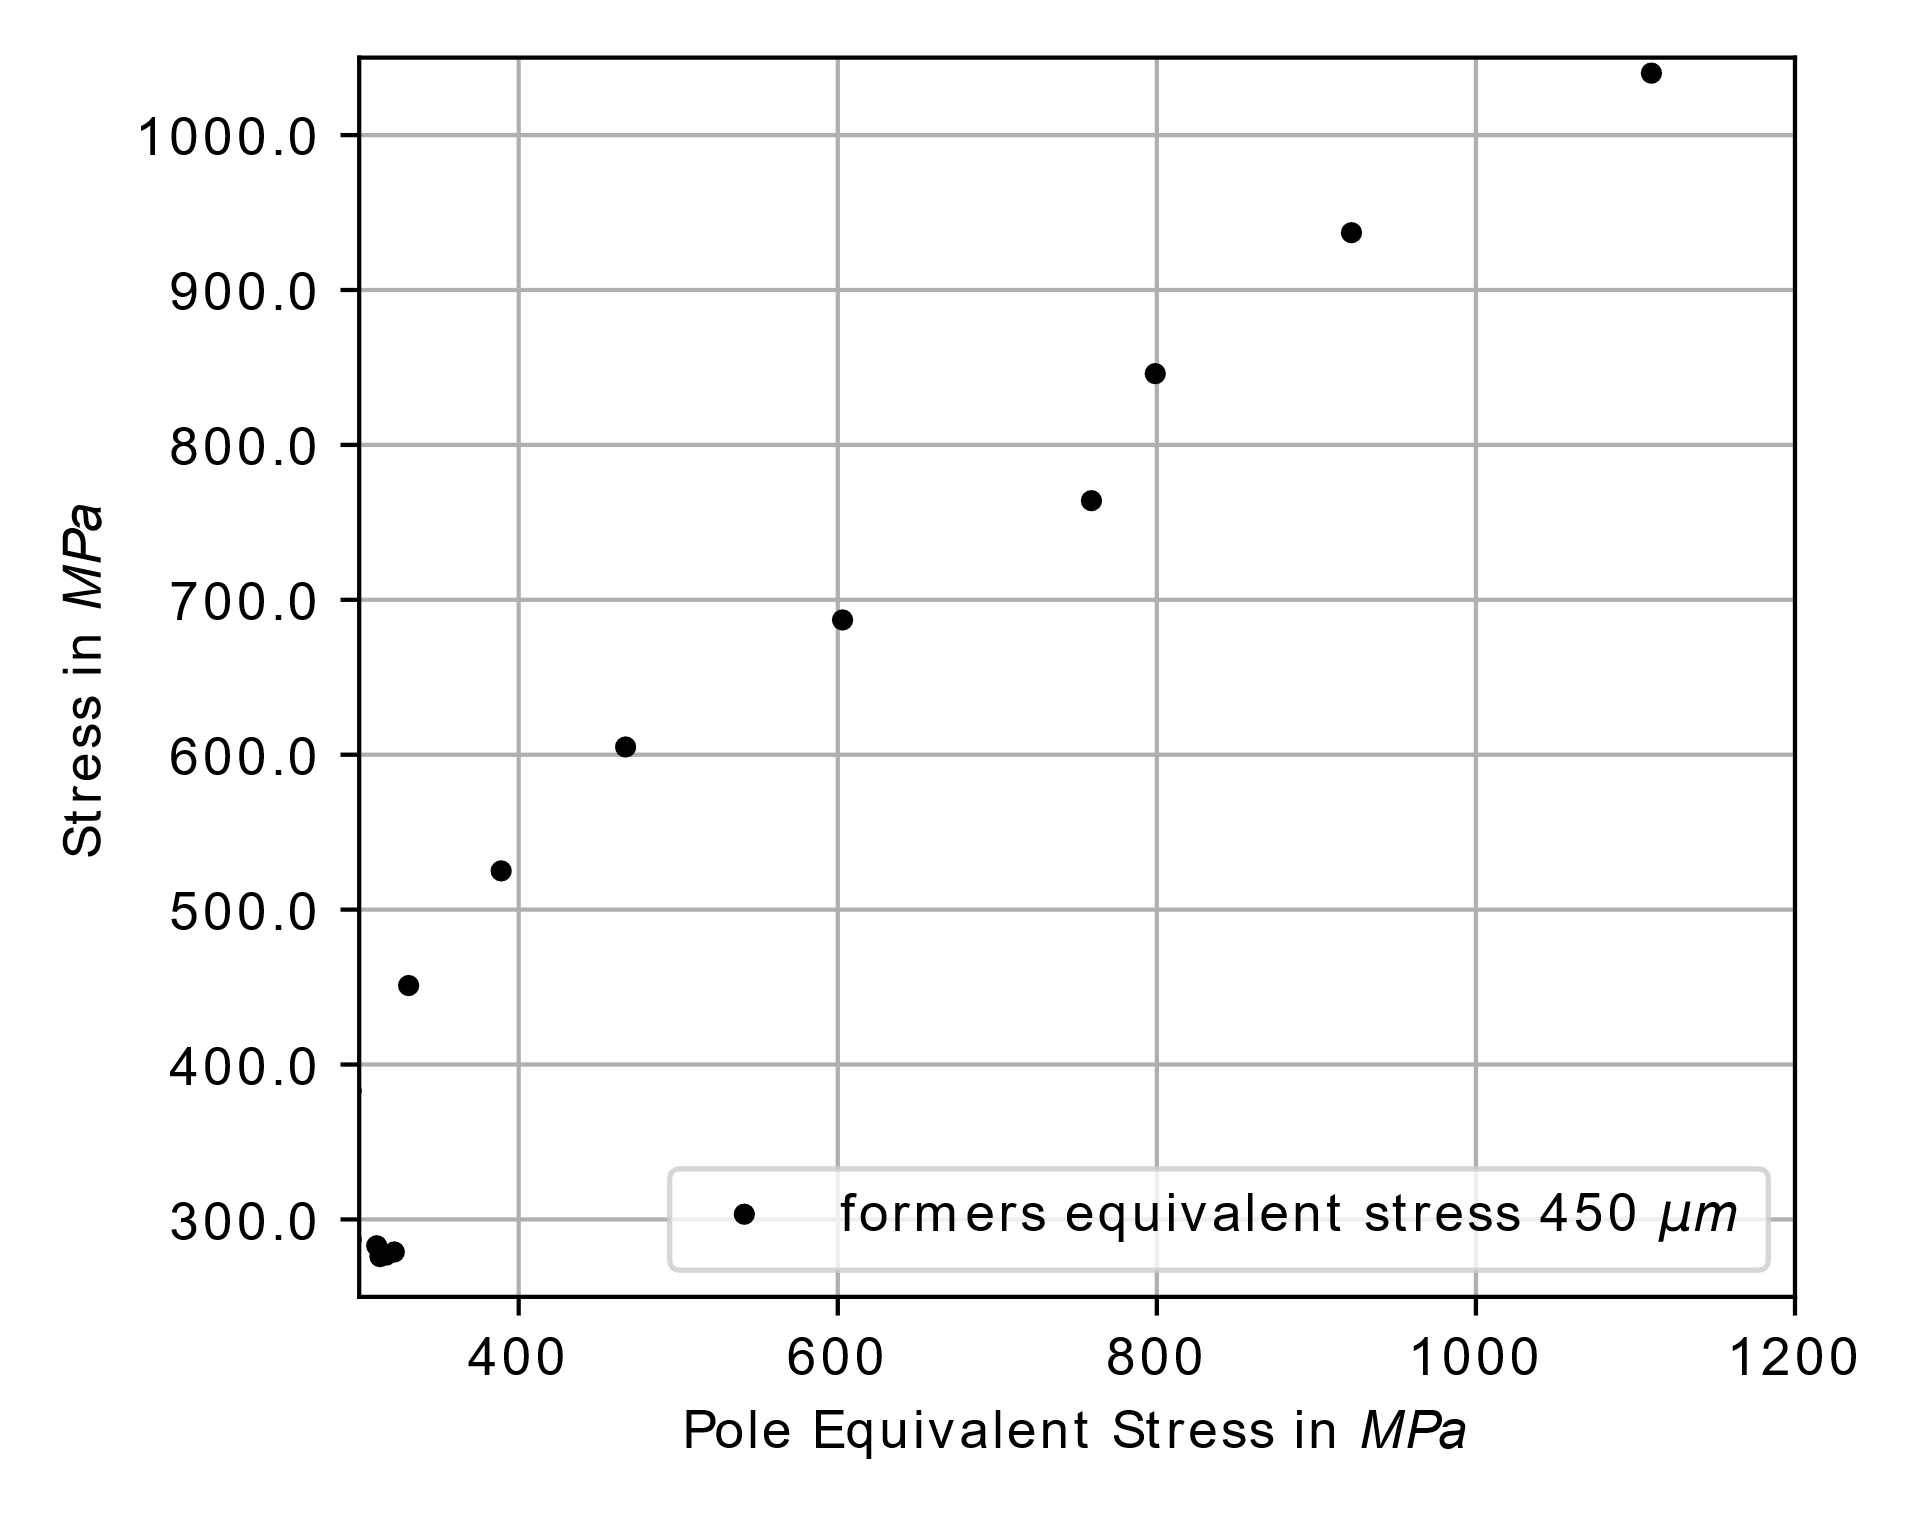 1000.0
900.0
800.0
700.0
600.0
500.0
400.0
300.0
Stress in MPa
formers equivalent stress 450 μm
400 600 800 1000 1200
Pole Equivalent Stress in MPa